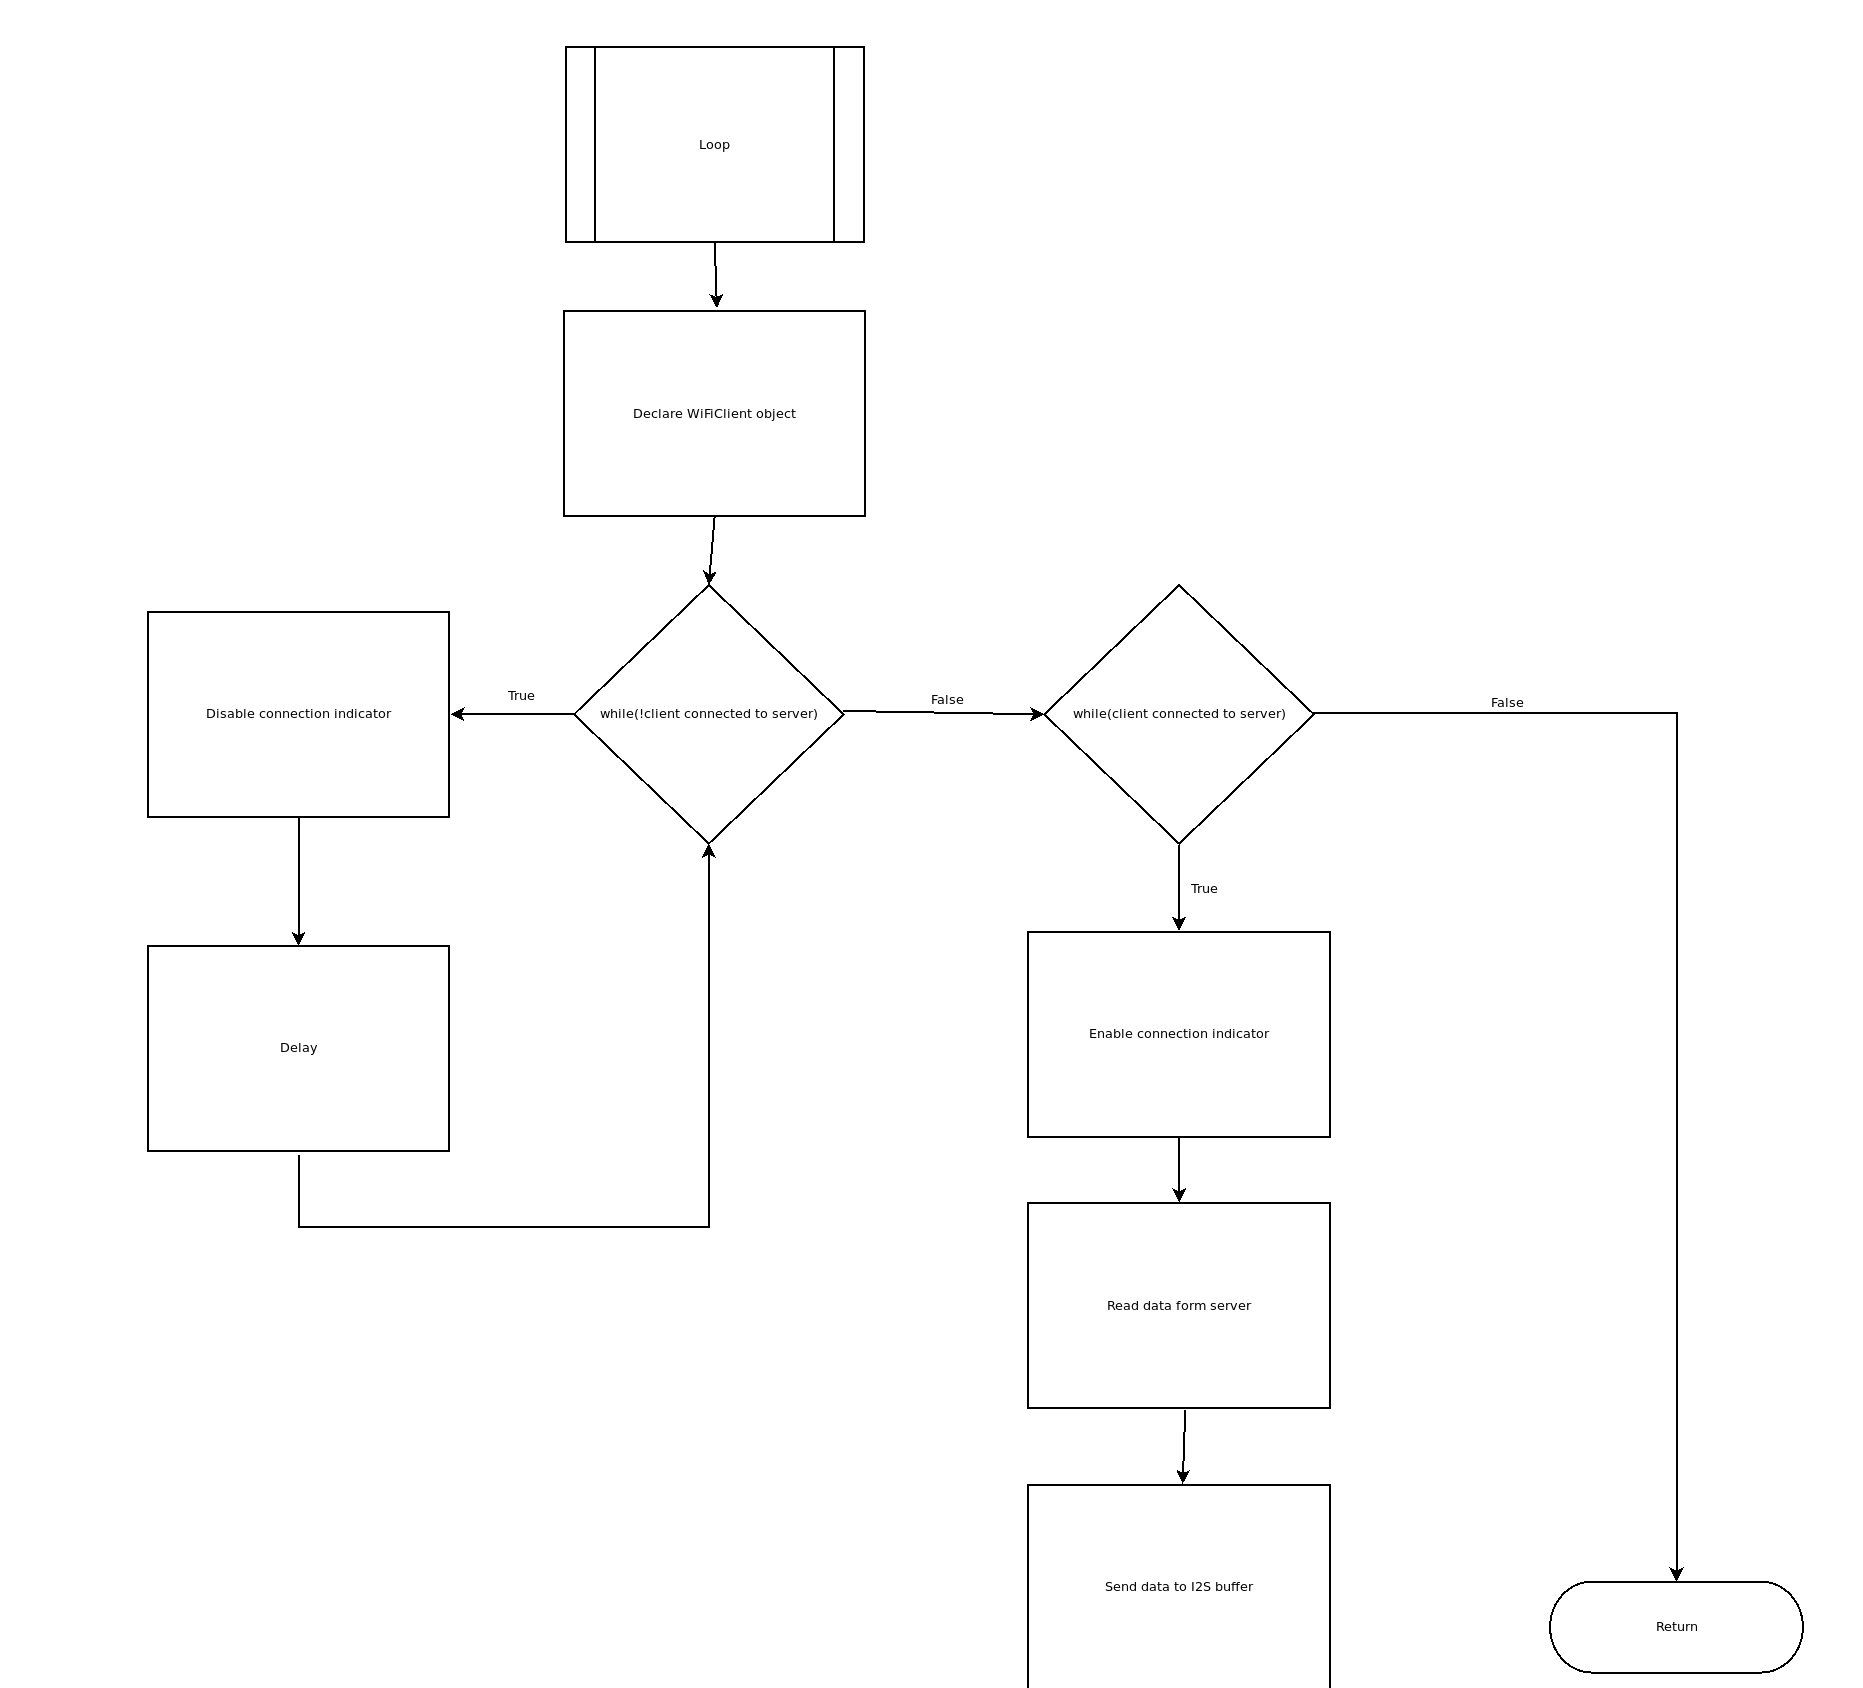 Loop
Declare WiFiClient object
Disable connection indicator
True
while(!client connected to server)
False
while(client connected to server)
False
True
Delay
Enable connection indicator
Read data form server
Send data to I2S buffer
Return